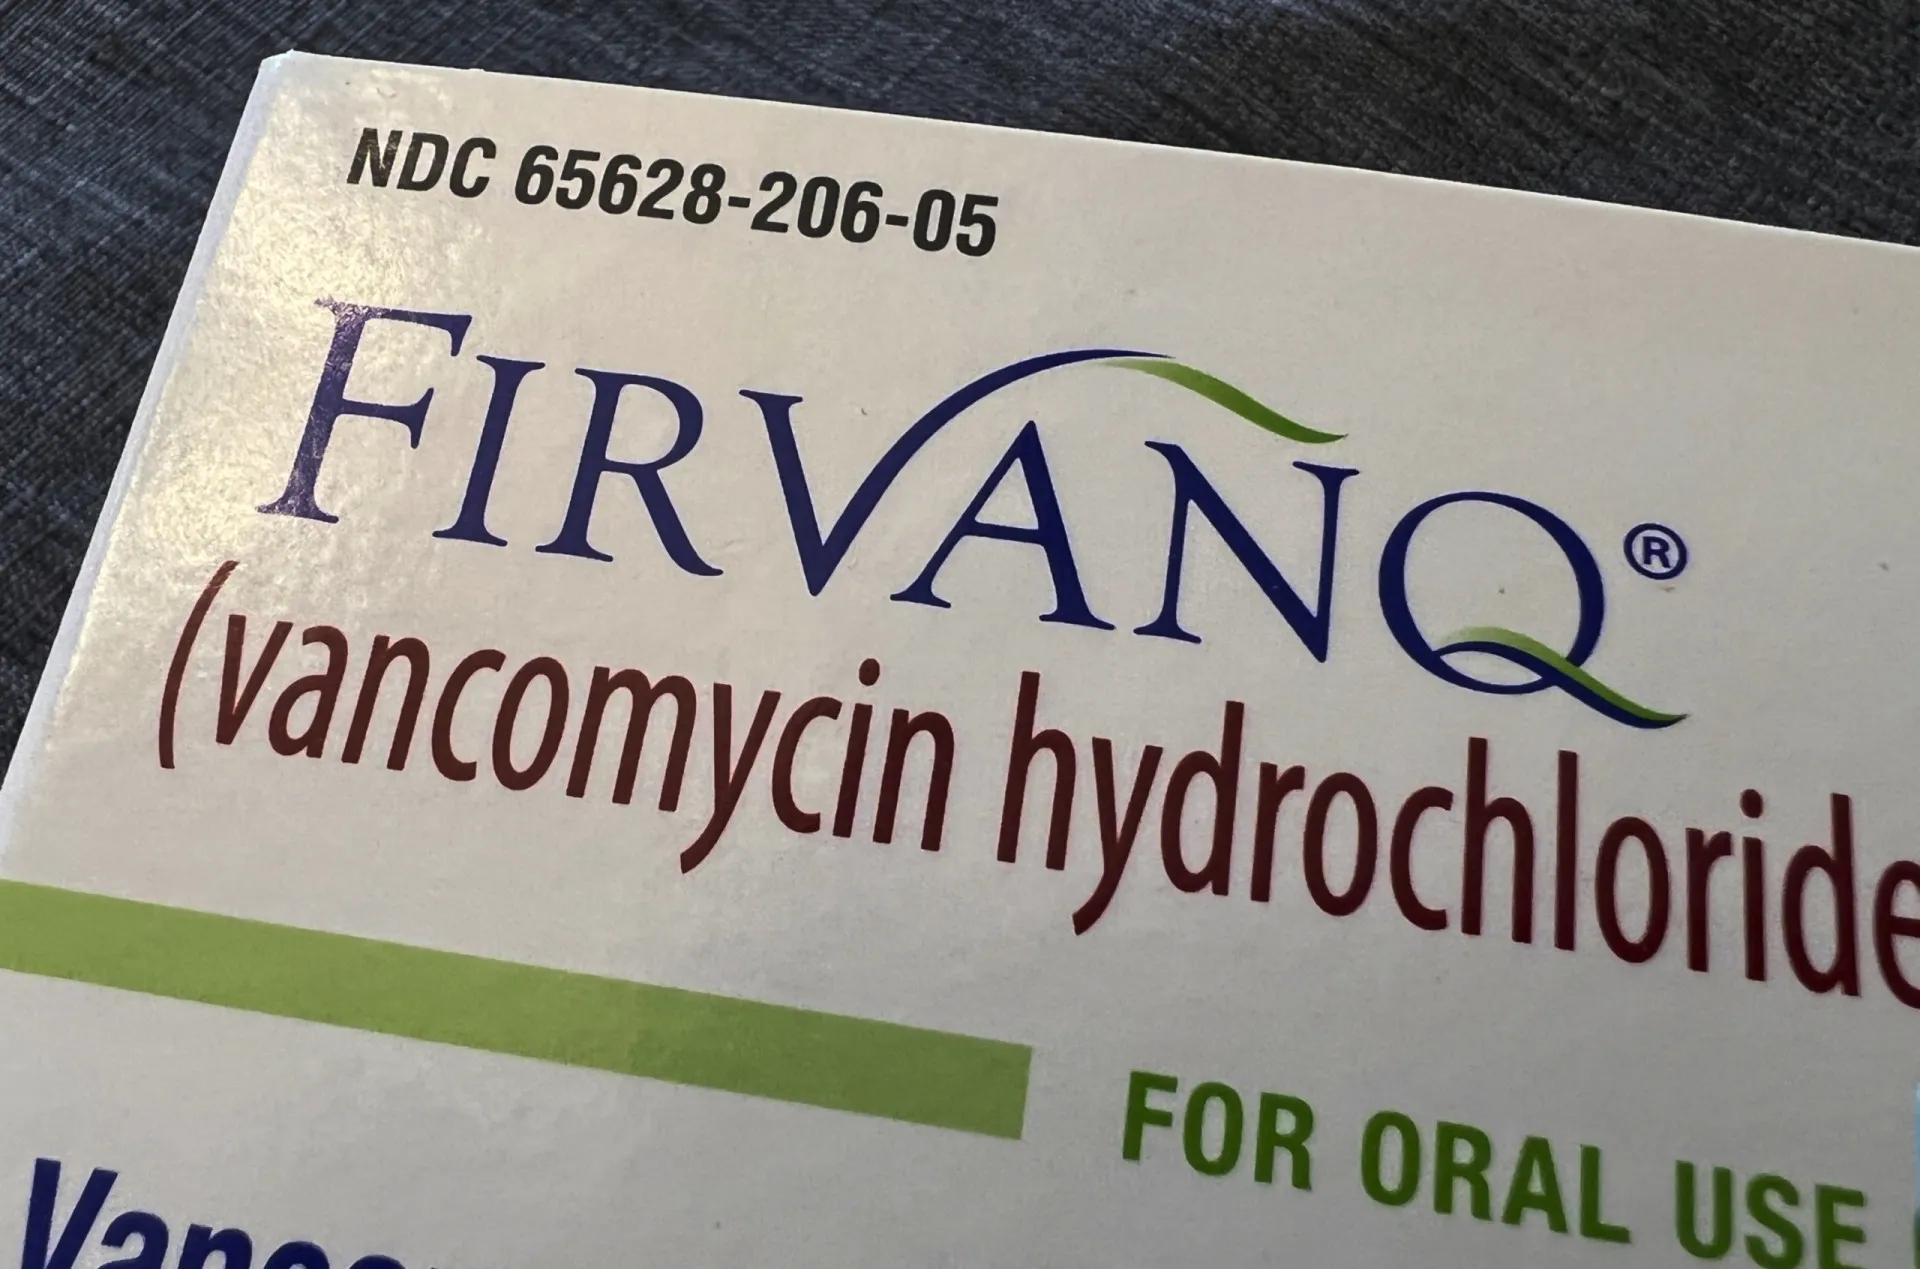 NDC 65628-206-05
FIRVANQ®
(vancomycin hydrochloride
FOR ORAL USE